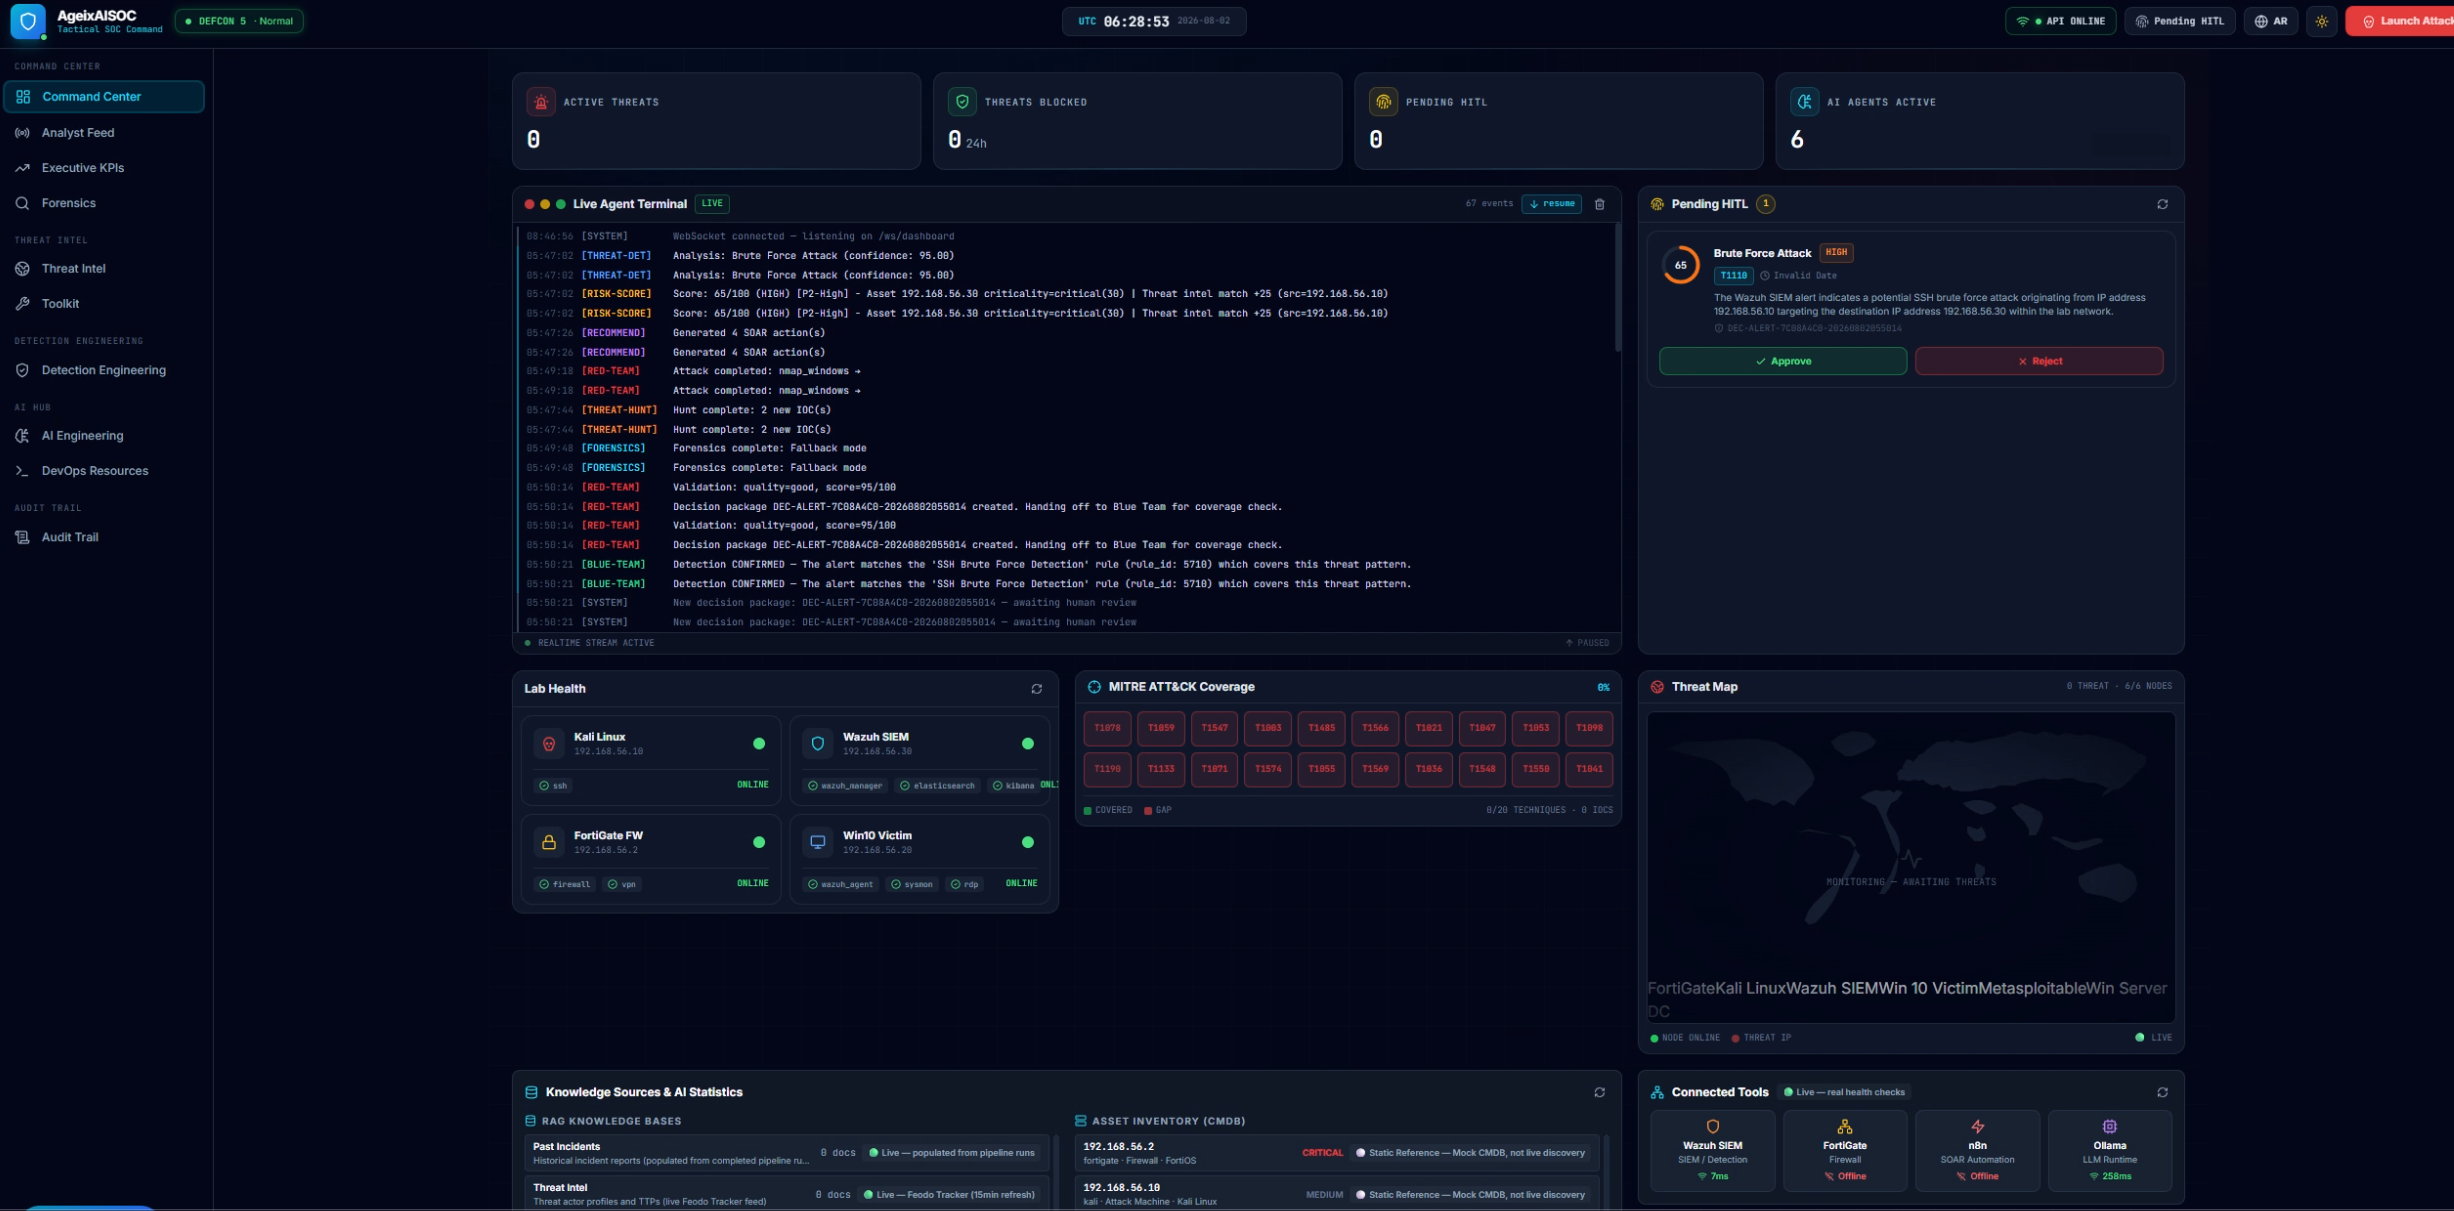 AgeixAISOC
Tactical SOC Command
DEFCON 5 · Normal
UTC 06:28:53 2026-08-02
API ONLINE
Pending HITL
AR
Launch Attack
COMMAND CENTER
Command Center
Analyst Feed
Executive KPIs
Forensics
THREAT INTEL
Threat Intel
Toolkit
DETECTION ENGINEERING
Detection Engineering
AI HUB
AI Engineering
DevOps Resources
AUDIT TRAIL
Audit Trail
ACTIVE THREATS
0
THREATS BLOCKED
0 24h
PENDING HITL
0
AI AGENTS ACTIVE
6
Live Agent Terminal LIVE
67 events resume
08:46:56 [SYSTEM] WebSocket connected — listening on /ws/dashboard
05:47:02 [THREAT-DET] Analysis: Brute Force Attack (confidence: 95.00)
05:47:02 [THREAT-DET] Analysis: Brute Force Attack (confidence: 95.00)
05:47:02 [RISK-SCORE] Score: 65/100 (HIGH) [P2-High] - Asset 192.168.56.30 criticality=critical(30) | Threat intel match +25 (src=192.168.56.10)
05:47:02 [RISK-SCORE] Score: 65/100 (HIGH) [P2-High] - Asset 192.168.56.30 criticality=critical(30) | Threat intel match +25 (src=192.168.56.10)
05:47:26 [RECOMMEND] Generated 4 SOAR action(s)
05:47:26 [RECOMMEND] Generated 4 SOAR action(s)
05:49:18 [RED-TEAM] Attack completed: nmap_windows →
05:49:18 [RED-TEAM] Attack completed: nmap_windows →
05:47:44 [THREAT-HUNT] Hunt complete: 2 new IOC(s)
05:47:44 [THREAT-HUNT] Hunt complete: 2 new IOC(s)
05:49:48 [FORENSICS] Forensics complete: Fallback mode
05:49:48 [FORENSICS] Forensics complete: Fallback mode
05:50:14 [RED-TEAM] Validation: quality=good, score=95/100
05:50:14 [RED-TEAM] Decision package DEC-ALERT-7C08A4C0-20260802055014 created. Handing off to Blue Team for coverage check.
05:50:14 [RED-TEAM] Validation: quality=good, score=95/100
05:50:14 [RED-TEAM] Decision package DEC-ALERT-7C08A4C0-20260802055014 created. Handing off to Blue Team for coverage check.
05:50:21 [BLUE-TEAM] Detection CONFIRMED — The alert matches the 'SSH Brute Force Detection' rule (rule_id: 5710) which covers this threat pattern.
05:50:21 [BLUE-TEAM] Detection CONFIRMED — The alert matches the 'SSH Brute Force Detection' rule (rule_id: 5710) which covers this threat pattern.
05:50:21 [SYSTEM] New decision package: DEC-ALERT-7C08A4C0-20260802055014 — awaiting human review
05:50:21 [SYSTEM] New decision package: DEC-ALERT-7C08A4C0-20260802055014 — awaiting human review
REALTIME STREAM ACTIVE
PAUSED
Pending HITL 1
65
Brute Force Attack HIGH
T1110 Invalid Date
The Wazuh SIEM alert indicates a potential SSH brute force attack originating from IP address
192.168.56.10 targeting the destination IP address 192.168.56.30 within the lab network.
DEC-ALERT-7C08A4C0-20260802055014
Approve
Reject
Lab Health
Kali Linux
192.168.56.10
ssh
ONLINE
Wazuh SIEM
192.168.56.30
wazuh_manager elasticsearch kibana
ONLI
FortiGate FW
192.168.56.2
firewall vpn
ONLINE
Win10 Victim
192.168.56.20
wazuh_agent sysmon rdp
ONLINE
MITRE ATT&CK Coverage 0%
T1078 T1059 T1547 T1003 T1485 T1566 T1021 T1047 T1053 T1098
T1190 T1133 T1071 T1574 T1055 T1569 T1036 T1548 T1550 T1041
COVERED GAP
0/20 TECHNIQUES · 0 IOCS
Threat Map
0 THREAT · 6/6 NODES
MONITORING — AWAITING THREATS
FortiGateKali LinuxWazuh SIEMWin 10 VictimMetasploitableWin Server
DC
NODE ONLINE THREAT IP
LIVE
Knowledge Sources & AI Statistics
RAG KNOWLEDGE BASES
Past Incidents
Historical incident reports (populated from completed pipeline ru...
0 docs Live — populated from pipeline runs
Threat Intel
Threat actor profiles and TTPs (live Feodo Tracker feed)
0 docs Live — Feodo Tracker (15min refresh)
ASSET INVENTORY (CMDB)
192.168.56.2
fortigate · Firewall · FortiOS
CRITICAL Static Reference — Mock CMDB, not live discovery
192.168.56.10
kali · Attack Machine · Kali Linux
MEDIUM Static Reference — Mock CMDB, not live discovery
Connected Tools Live — real health checks
Wazuh SIEM
SIEM / Detection
7ms
FortiGate
Firewall
Offline
n8n
SOAR Automation
Offline
Ollama
LLM Runtime
258ms